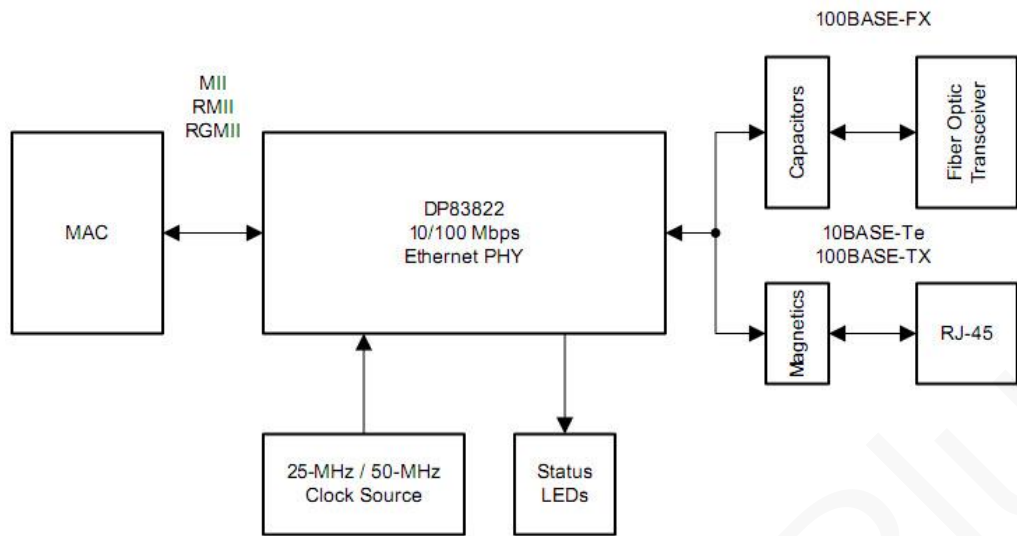 100BASE-FX
MII
RMII
RGMII
Capacitors
Fiber Optic
Transceiver
MAC
DP83822
10/100 Mbps
Ethernet PHY
10BASE-Te
100BASE-TX
Magnetics
RJ-45
25-MHz / 50-MHz
Clock Source
Status
LEDs